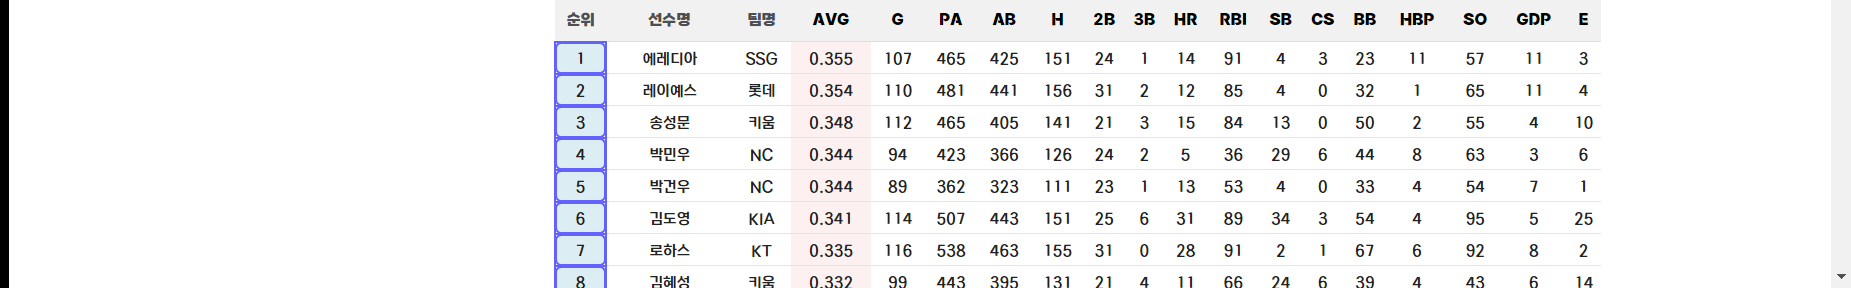 순위 선수명 팀명 AVG G PA AB H 2B 3B HR RBI SB CS BB HBP SO GDP E
1 에레디아 SSG 0.355 107 465 425 151 24 1 14 91 4 3 23 11 57 11 3
2 레이예스 롯데 0.354 110 481 441 156 31 2 12 85 4 0 32 1 65 11 4
3 송성문 키움 0.348 112 465 405 141 21 3 15 84 13 0 50 2 55 4 10
4 박민우 NC 0.344 94 423 366 126 24 2 5 36 29 6 44 8 63 3 6
5 박건우 NC 0.344 89 362 323 111 23 1 13 53 4 0 33 4 54 7 1
6 김도영 KIA 0.341 114 507 443 151 25 6 31 89 34 3 54 4 95 5 25
7 로하스 KT 0.335 116 538 463 155 31 0 28 91 2 1 67 6 92 8 2
8 김혜성 키움 0.332 99 443 395 131 21 4 11 66 24 6 39 4 43 6 14